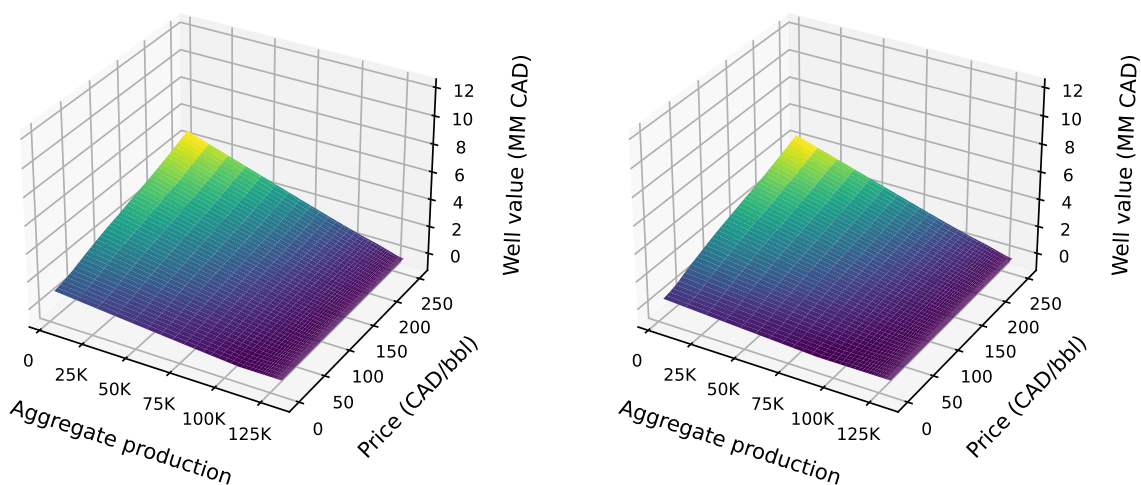 12
10
8
6
4
2
0
Well value (MM CAD)
250
200
150
100
50
0
Price (CAD/bbl)
0
25K
50K
75K
100K
125K
Aggregate production
12
10
8
6
4
2
0
Well value (MM CAD)
250
200
150
100
50
0
Price (CAD/bbl)
0
25K
50K
75K
100K
125K
Aggregate production